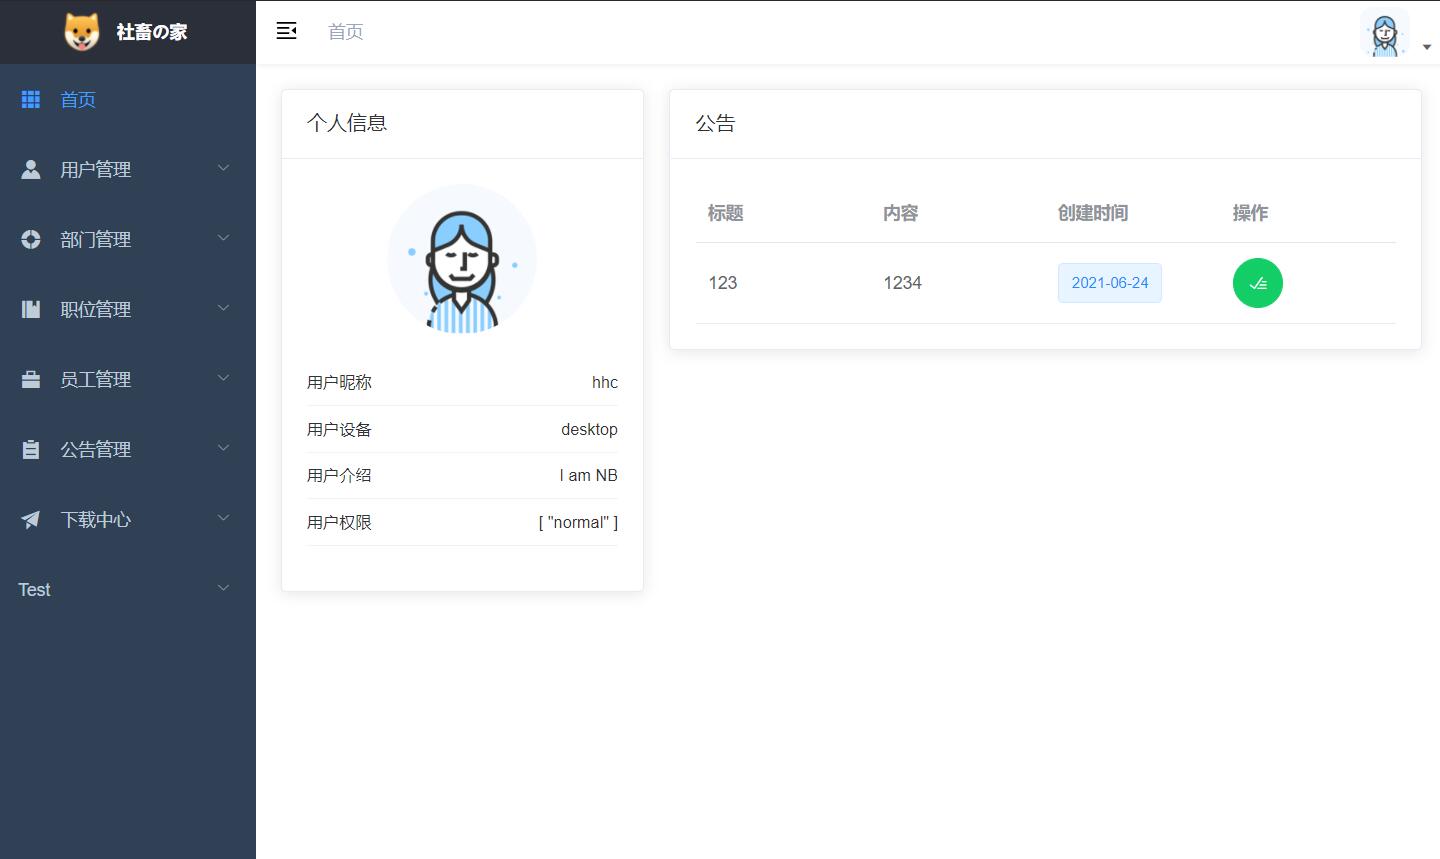 社畜の家
首页
首页
用户管理
部门管理
职位管理
员工管理
公告管理
下载中心
Test
个人信息
用户昵称 hhc
用户设备 desktop
用户介绍 I am NB
用户权限 [ "normal" ]
公告
标题 内容 创建时间 操作
123 1234 2021-06-24